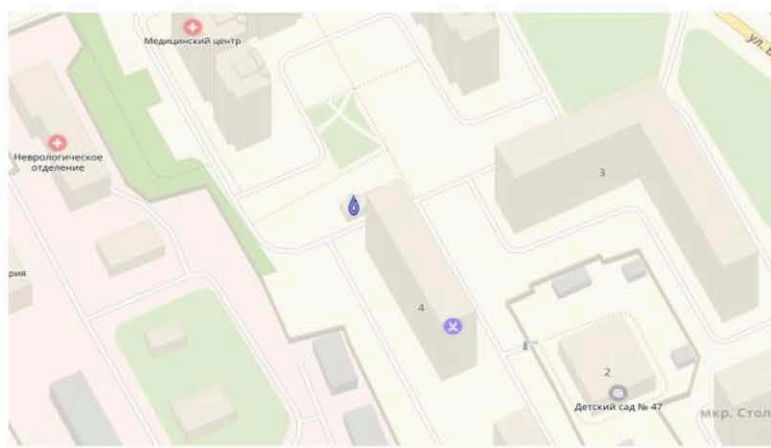 Медицинский центр
ул.
Неврологическое
отделение
3
рия
4
2
Детский сад № 47
мкр. Стол